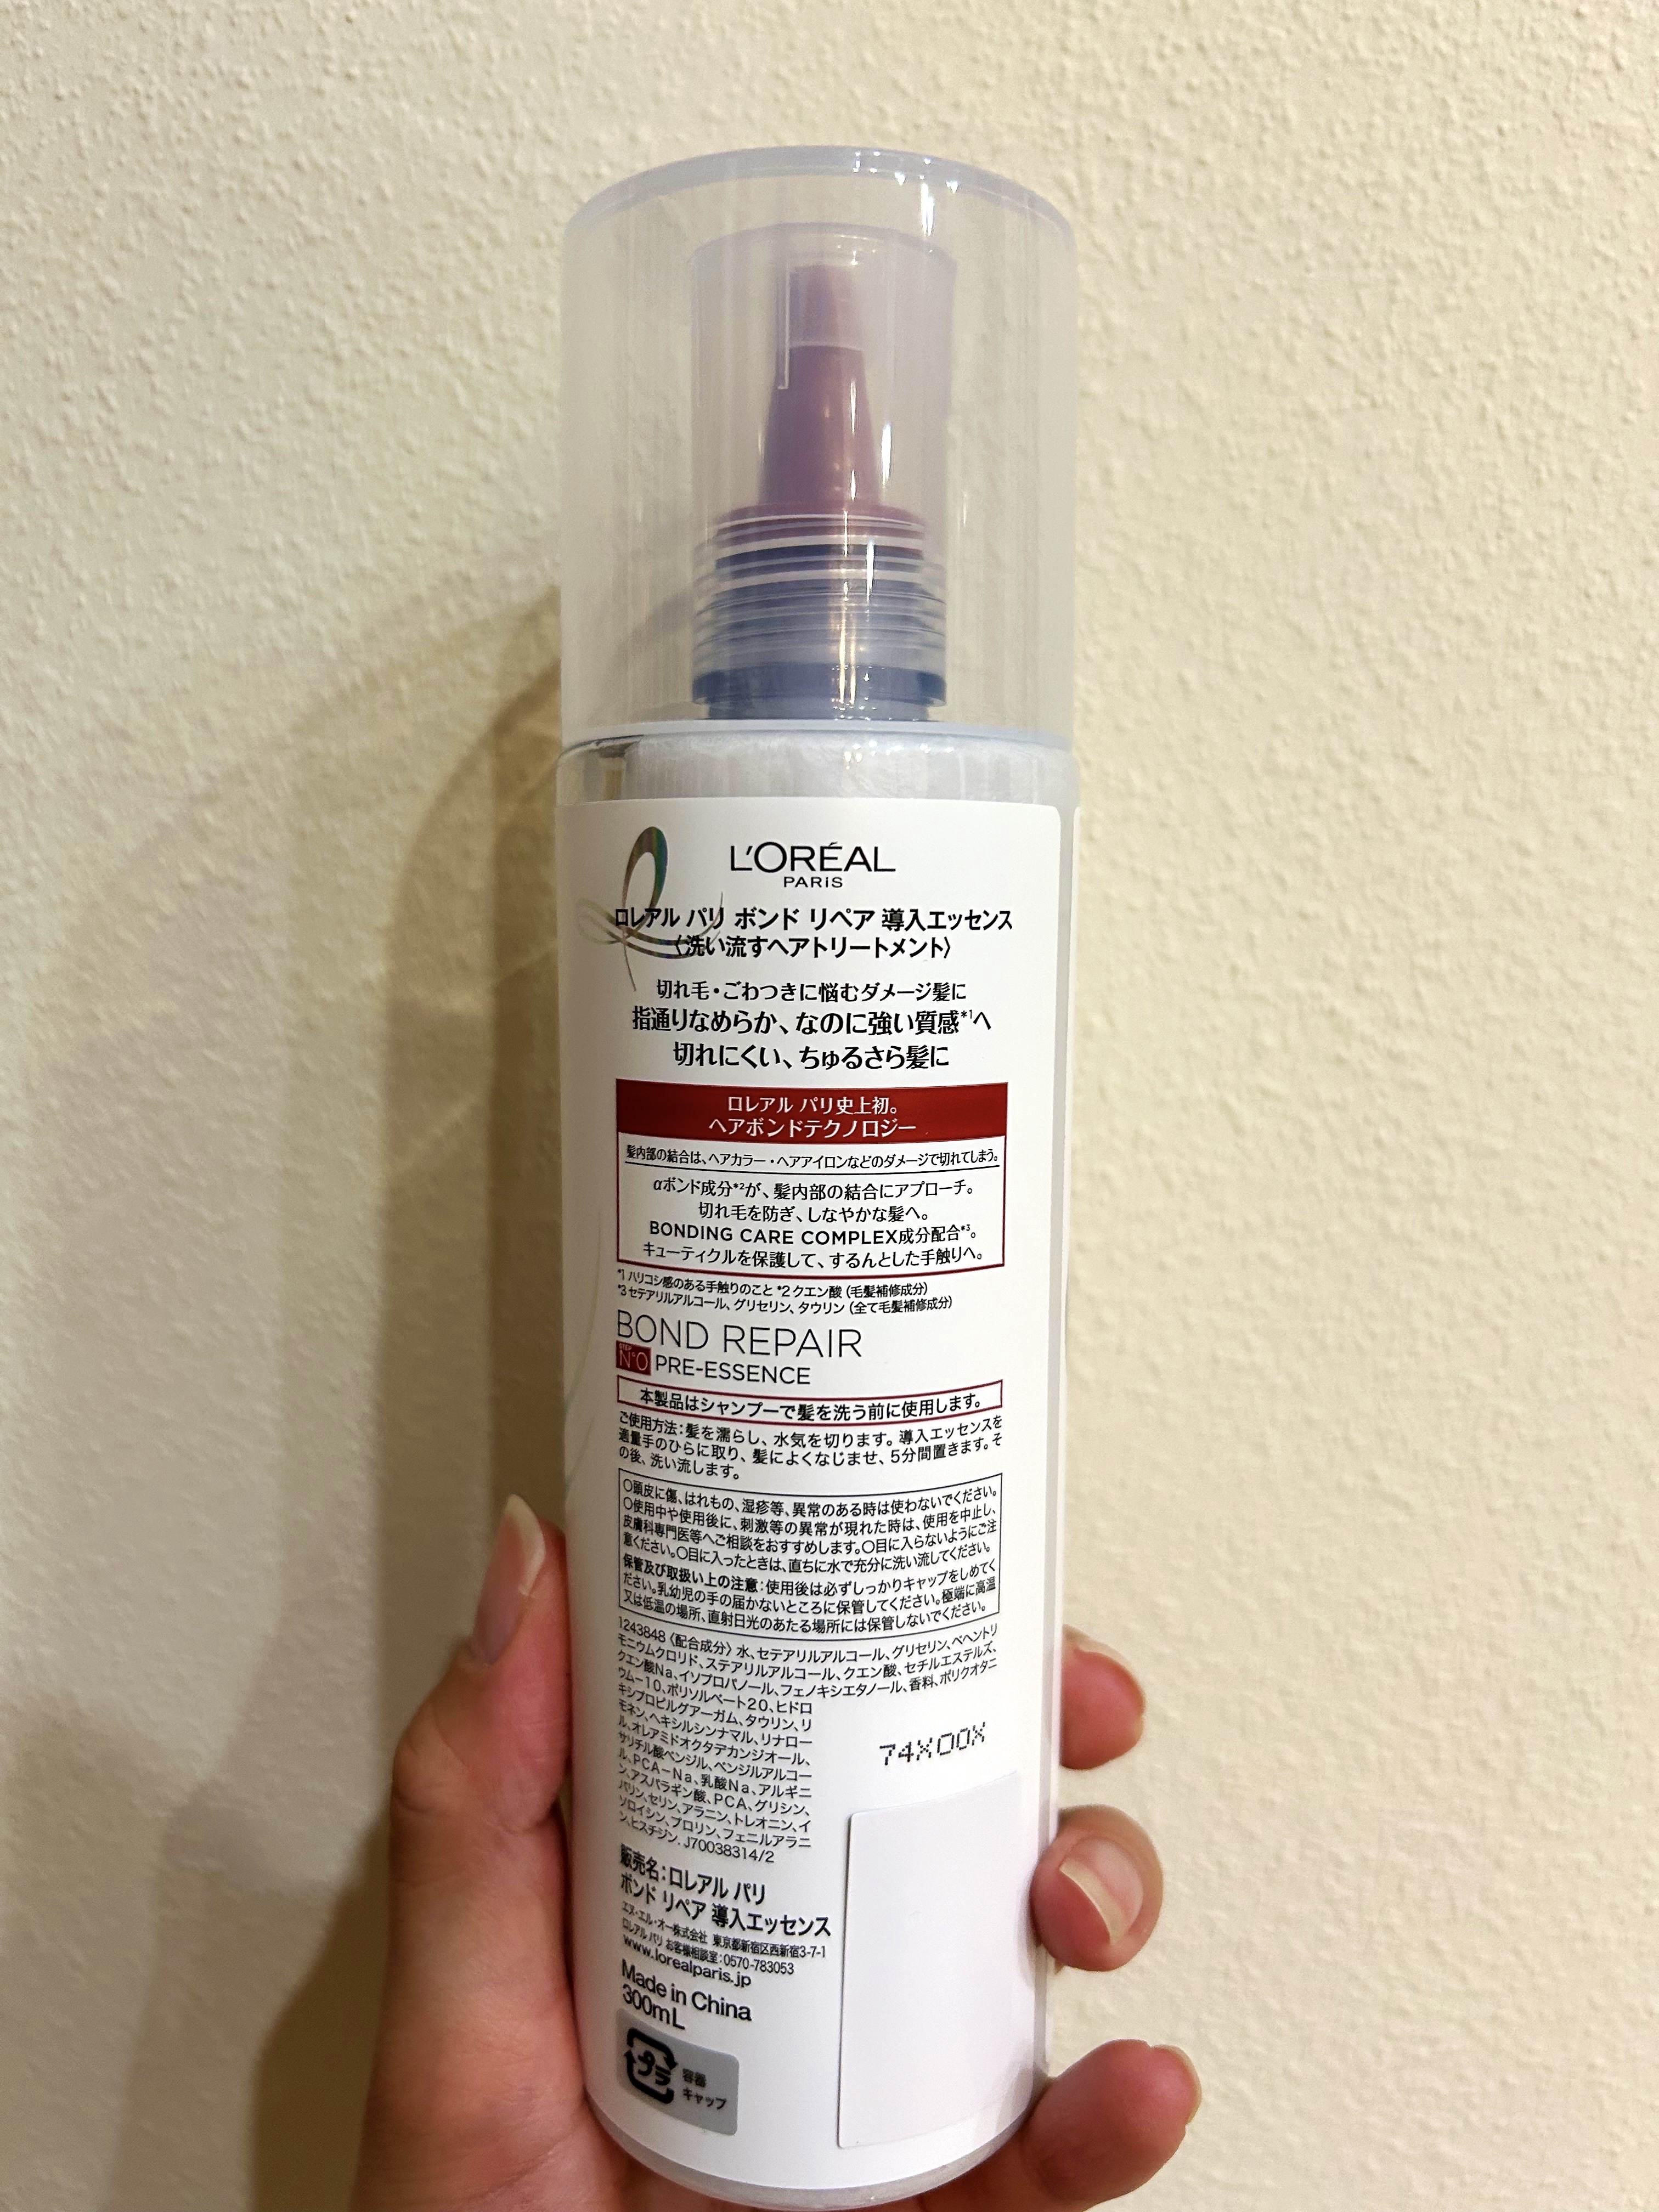 L'ORÉAL
PARIS
ロレアル パリ ボンド リペア 導入エッセンス
〈洗い流すヘアトリートメント〉
切れ毛・ごわつきに悩むダメージ髪に
指通りなめらか、なのに強い質感*1へ
切れにくい、ちゅるさら髪に
ロレアル パリ史上初。
ヘアボンドテクノロジー
髪内部の結合は、ヘアカラー・ヘアアイロンなどのダメージで切れてしまう。
αボンド成分*2が、髪内部の結合にアプローチ。
切れ毛を防ぎ、しなやかな髪へ。
BONDING CARE COMPLEX成分配合*3。
キューティクルを保護して、するんとした手触りへ。
*1 ハリコシ感のある手触りのこと *2 クエン酸（毛髪補修成分）
*3 セテアリルアルコール、グリセリン、タウリン（全て毛髪補修成分）
BOND REPAIR
STEP
N°0 PRE-ESSENCE
本製品はシャンプーで髪を洗う前に使用します。
ご使用方法：髪を濡らし、水気を切ります。導入エッセンスを
適量手のひらに取り、髪によくなじませ、5分間置きます。そ
の後、洗い流します。
○頭皮に傷、はれもの、湿疹等、異常のある時は使わないでください。
○使用中や使用後に、刺激等の異常が現れた時は、使用を中止し、
皮膚科専門医等へご相談をおすすめします。○目に入らないようにご注
意ください。○目に入ったときは、直ちに水で充分に洗い流してください。
保管及び取扱い上の注意：使用後は必ずしっかりキャップをしめてく
ださい。乳幼児の手の届かないところに保管してください。極端に高温
又は低温の場所、直射日光のあたる場所には保管しないでください。
1243848〈配合成分〉水、セテアリルアルコール、グリセリン、ベヘントリ
モニウムクロリド、ステアリルアルコール、クエン酸、セチルエステルズ、
クエン酸Na、イソプロパノール、フェノキシエタノール、香料、ポリクオタニ
ウム－10、ポリソルベート20、ヒドロ
キシプロピルグアーガム、タウリン、リ
モネン、ヘキシルシンナマル、リナロー
ル、オレアミドオクタデカンジオール、
サリチル酸ベンジル、ベンジルアルコー
ル、PCA－Na、乳酸Na、アルギニ
ン、アスパラギン酸、PCA、グリシン、
バリン、セリン、アラニン、トレオニン、イ
ソロイシン、プロリン、フェニルアラニ
ン、ヒスチジン. J70038314/2
74X00X
販売名：ロレアル パリ
ボンド リペア 導入エッセンス
エヌ・エル・オー株式会社 東京都新宿区西新宿3-7-1
ロレアル パリ お客様相談室：0570-783053
www.lorealparis.jp
Made in China
300mL
プラ
容器
キャップ